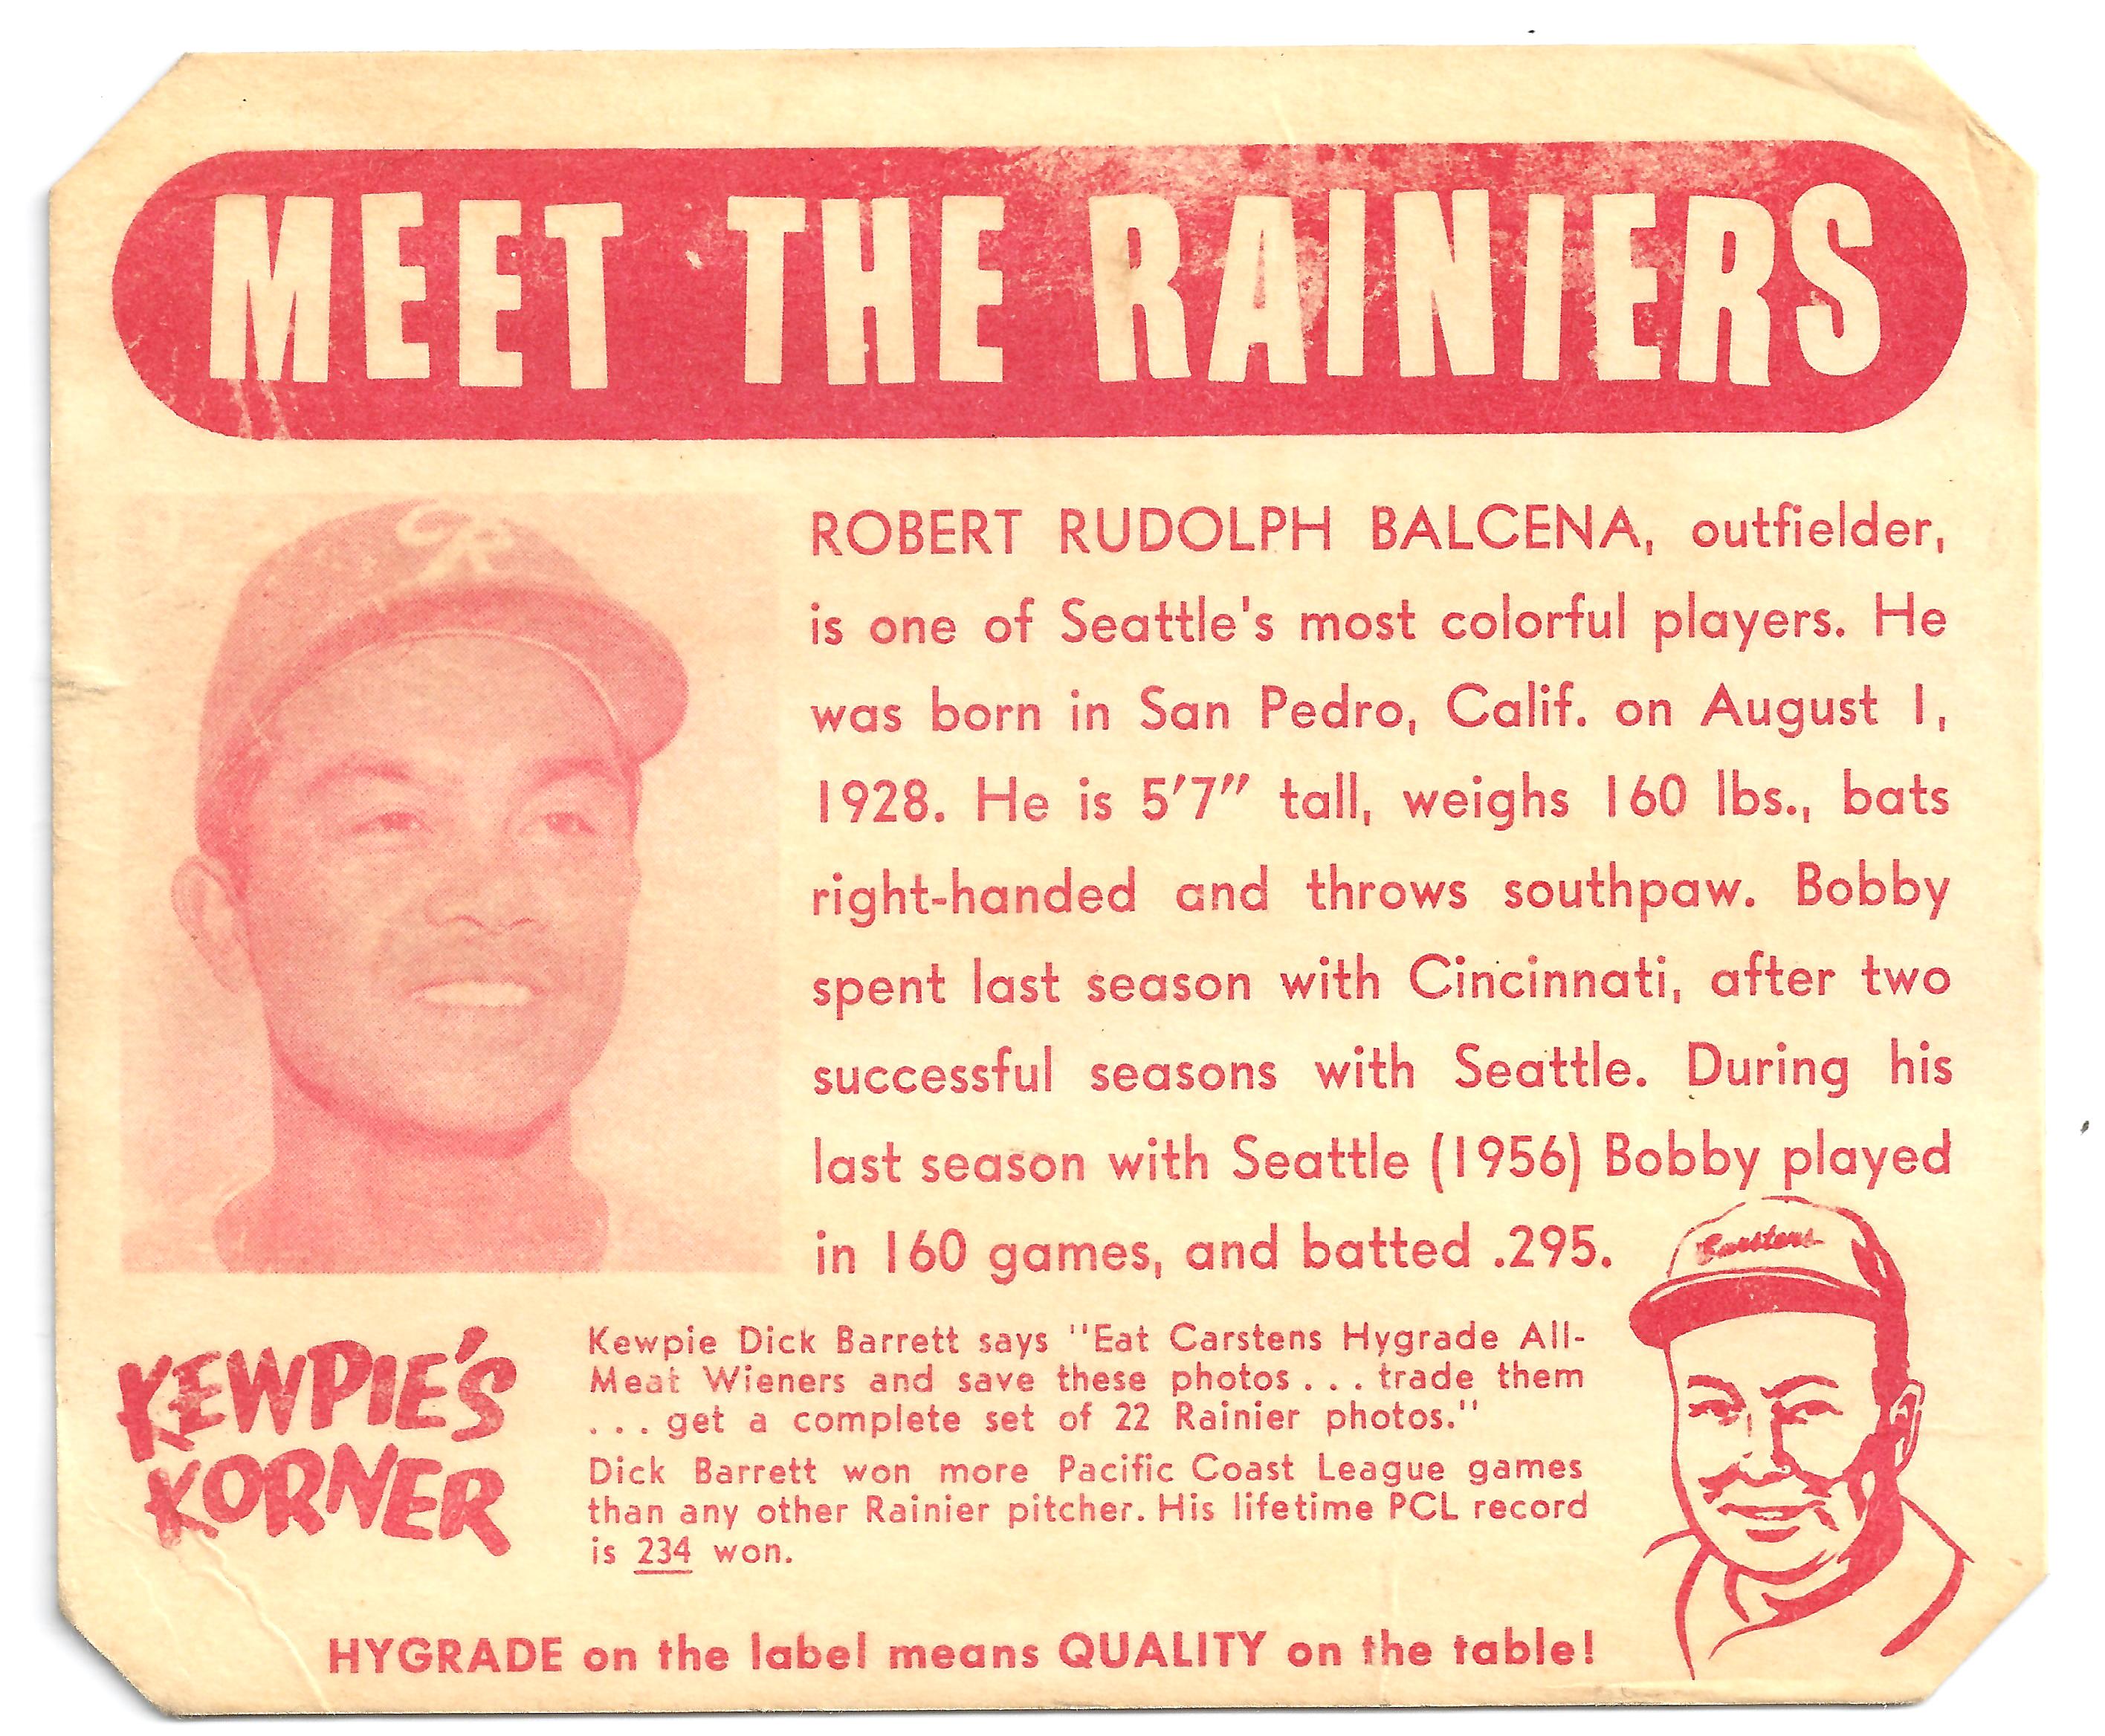 MEET THE RAINIERS
R
ROBERT RUDOLPH BALCENA, outfielder,
is one of Seattle's most colorful players. He
was born in San Pedro, Calif. on August 1,
1928. He is 5'7" tall, weighs 160 lbs., bats
right-handed and throws southpaw. Bobby
spent last season with Cincinnati, after two
successful seasons with Seattle. During his
last season with Seattle (1956) Bobby played
in 160 games, and batted .295.
Carstens
KEWPIE'S
KORNER
Kewpie Dick Barrett says "Eat Carstens Hygrade All-
Meat Wieners and save these photos . . . trade them
. . . get a complete set of 22 Rainier photos."
Dick Barrett won more Pacific Coast League games
than any other Rainier pitcher. His lifetime PCL record
is 234 won.
HYGRADE on the label means QUALITY on the table!